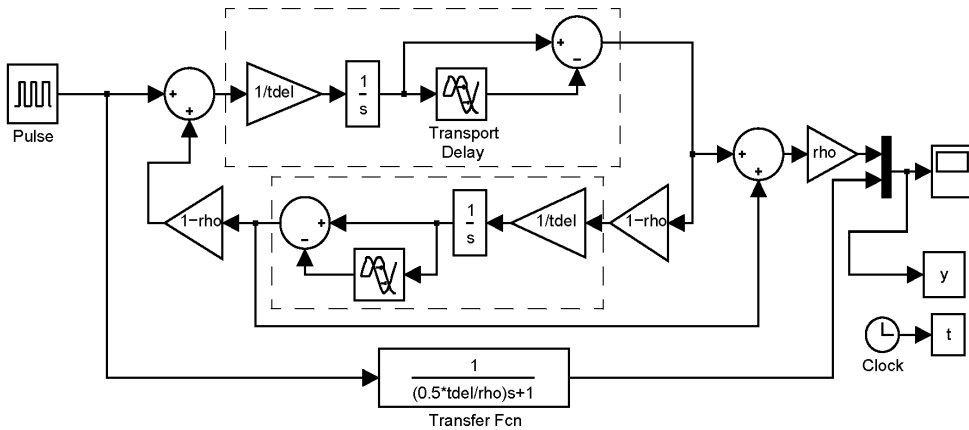 Pulse
+
+
1/tdel
1
s
Transport
Delay
+
−
+
+
rho
1−rho
+
−
1
s
1/tdel
1−rho
y
t
Clock
1
(0.5*tdel/rho)s+1
Transfer Fcn